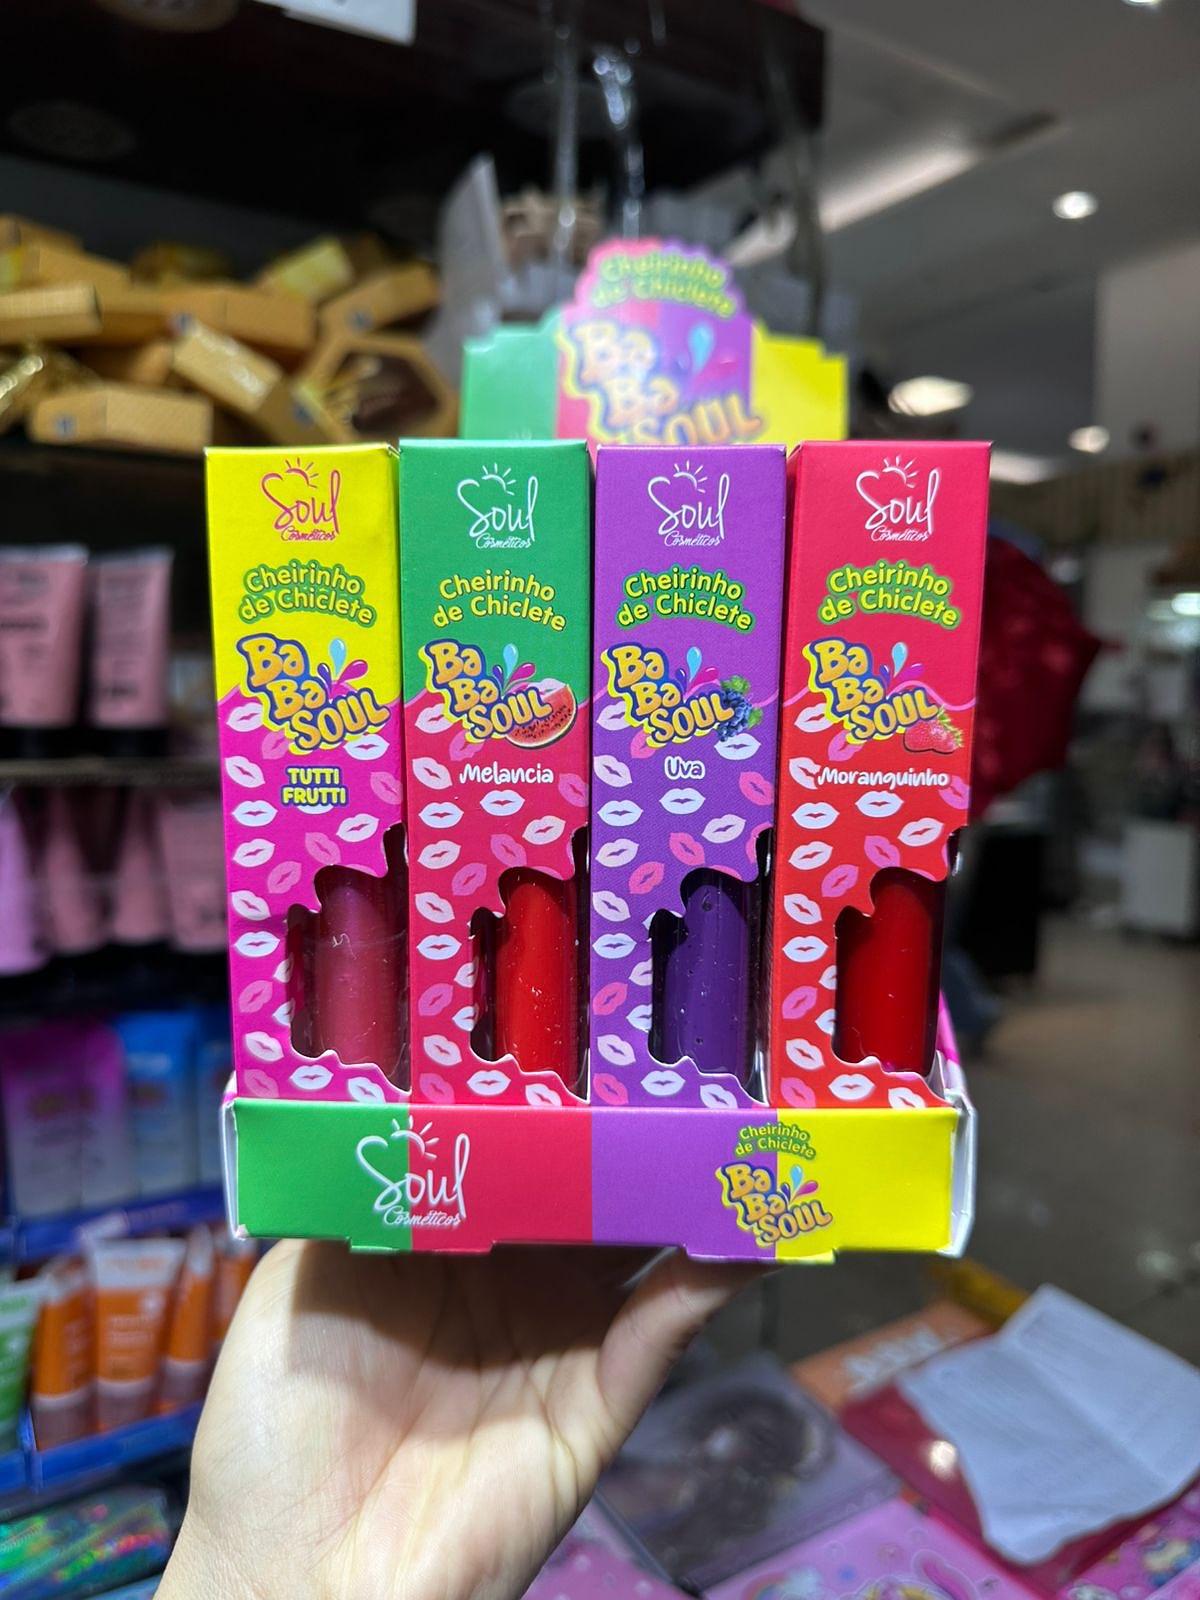 Cheirinho
de Chiclete
Ba
Ba
SOUL
Soul
Cosméticos
Cheirinho
de Chiclete
Ba
Ba
SOUL
TUTTI
FRUTTI
Soul
Cosméticos
Cheirinho
de Chiclete
Ba
Ba
SOUL
Melancia
Soul
Cosméticos
Cheirinho
de Chiclete
Ba
Ba
SOUL
Uva
Soul
Cosméticos
Cheirinho
de Chiclete
Ba
Ba
SOUL
Moranguinho
Soul
Cosméticos
Cheirinho
de Chiclete
Ba
Ba
SOUL